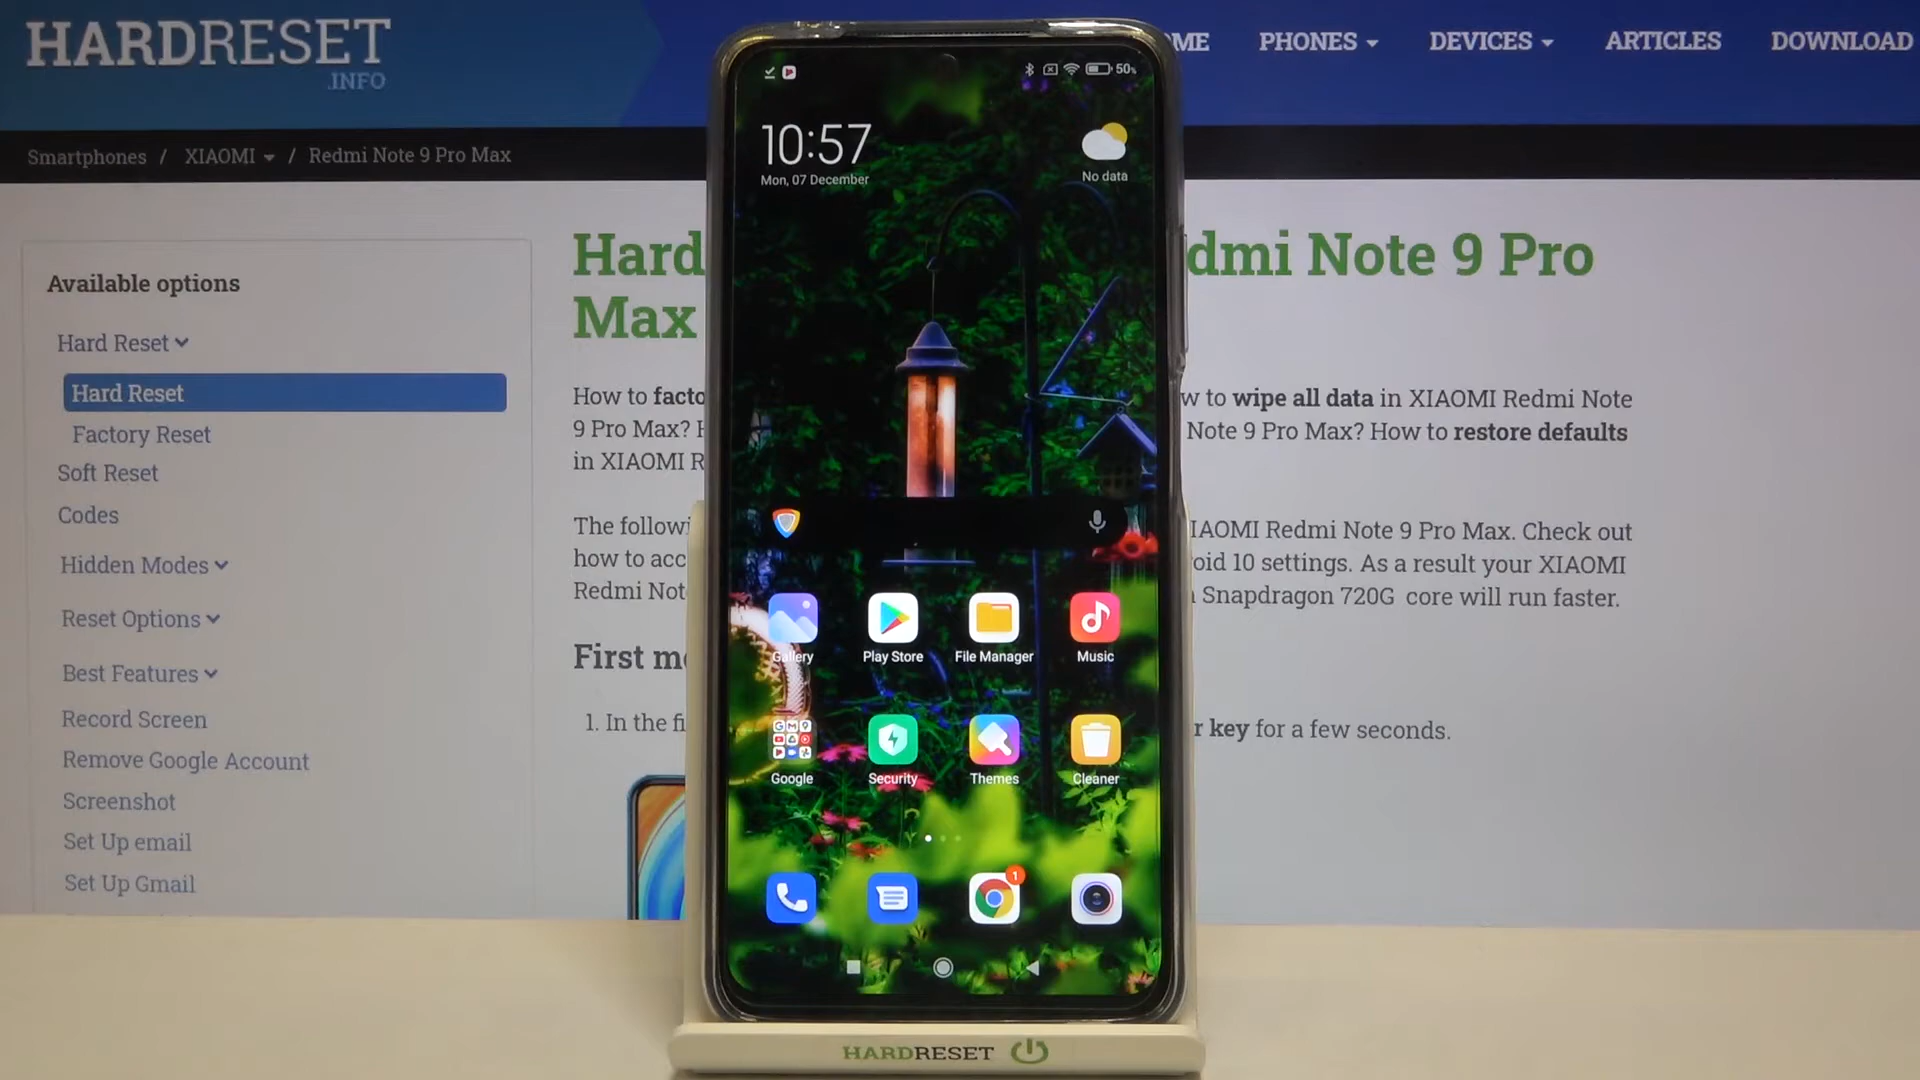 HARDRESET
.INFO
OME PHONES DEVICES ARTICLES DOWNLOAD
Smartphones / XIAOMI / Redmi Note 9 Pro Max
Available options
Hard Reset
Hard Reset
Factory Reset
Soft Reset
Codes
Hidden Modes
Reset Options
Best Features
Record Screen
Remove Google Account
Screenshot
Set Up email
Set Up Gmail
Hard dmi Note 9 Pro
Max
How to facto w to wipe all data in XIAOMI Redmi Note
9 Pro Max? H Note 9 Pro Max? How to restore defaults
in XIAOMI R
The followi IAOMI Redmi Note 9 Pro Max. Check out
how to acc oid 10 settings. As a result your XIAOMI
Redmi Not Snapdragon 720G core will run faster.
First m
1. In the fi r key for a few seconds.
50%
10:57
Mon, 07 December
No data
Gallery
Play Store
File Manager
Music
Google
Security
Themes
Cleaner
1
HARDRESET